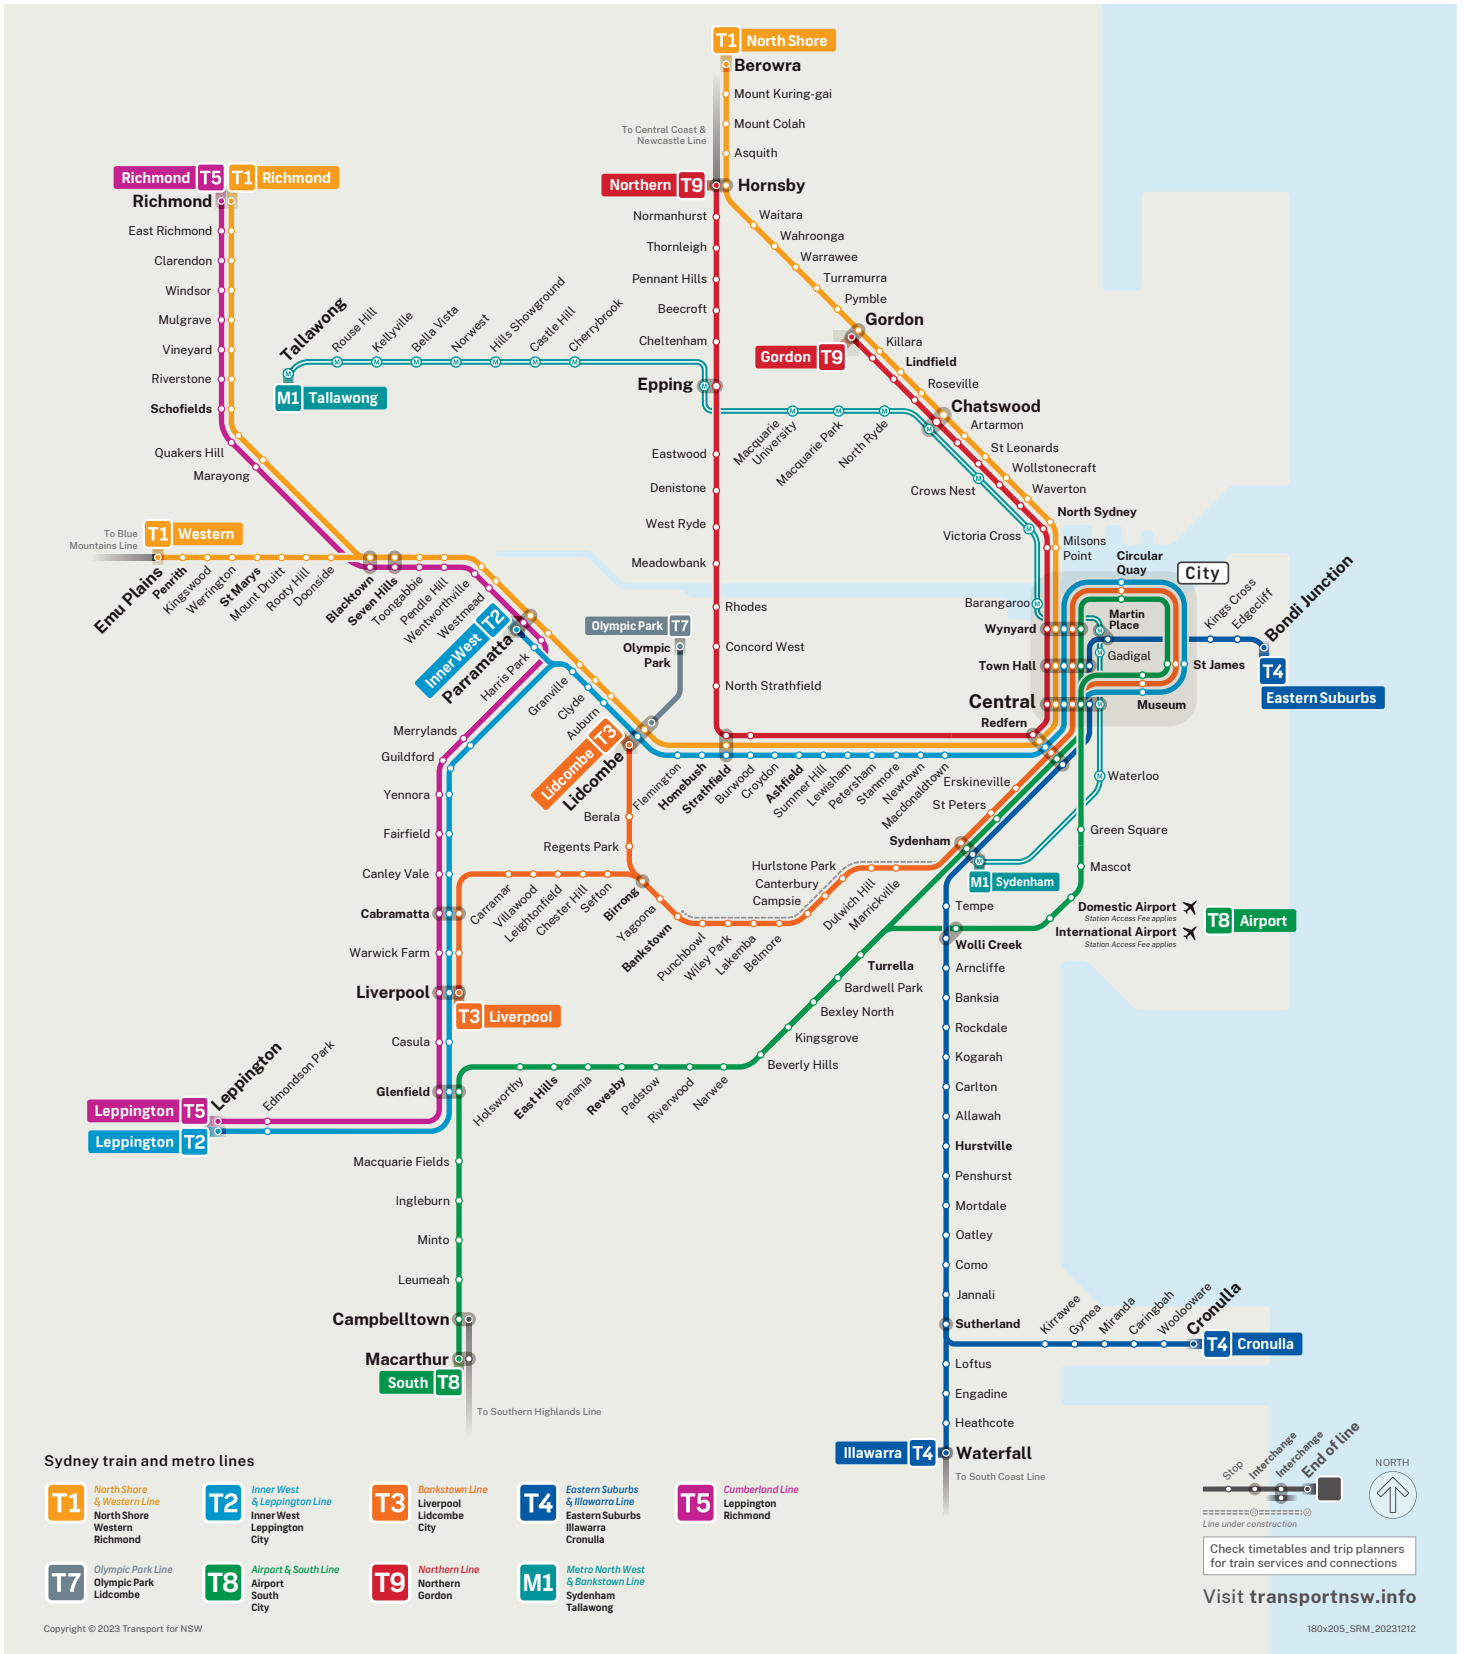 T1 North Shore
Berowra
Mount Kuring-gai
To Central Coast &
Newcastle Line
Mount Colah
Asquith
Northern T9
Hornsby
Richmond T5
T1 Richmond
Richmond
East Richmond
Clarendon
Windsor
Mulgrave
Vineyard
Riverstone
Schofields
Quakers Hill
Marayong
Normanhurst
Thornleigh
Pennant Hills
Beecroft
Cheltenham
Epping
Eastwood
Denistone
West Ryde
Meadowbank
Rhodes
Concord West
North Strathfield
Waitara
Wahroonga
Warrawee
Turramurra
Pymble
Gordon
Gordon T9
Killara
Lindfield
Roseville
Chatswood
Artarmon
St Leonards
Wollstonecraft
Waverton
North Sydney
Milsons
Point
Tallawong
M1 Tallawong
Rouse Hill
Kellyville
Bella Vista
Norwest
Hills Showground
Castle Hill
Cherrybrook
Macquarie
University
Macquarie Park
North Ryde
Crows Nest
Victoria Cross
Barangaroo
To Blue
Mountains Line
T1 Western
Emu Plains
Penrith
Kingswood
Werrington
St Marys
Mount Druitt
Rooty Hill
Doonside
Blacktown
Seven Hills
Toongabbie
Pendle Hill
Wentworthville
Westmead
Inner West T2
Parramatta
Harris Park
Granville
Clyde
Auburn
Olympic Park T7
Olympic
Park
Lidcombe T3
Lidcombe
Flemington
Homebush
Strathfield
Burwood
Croydon
Ashfield
Summer Hill
Lewisham
Petersham
Stanmore
Newtown
Macdonaldtown
Circular
Quay
City
Wynyard
Martin
Place
Gadigal
Town Hall
St James
Central
Museum
Redfern
Kings Cross
Edgecliff
Bondi Junction
T4
Eastern Suburbs
Waterloo
Erskineville
St Peters
Sydenham
M1 Sydenham
Green Square
Mascot
Domestic Airport
Station Access Fee applies
International Airport
Station Access Fee applies
T8 Airport
Merrylands
Guildford
Yennora
Fairfield
Canley Vale
Cabramatta
Warwick Farm
Liverpool
T3 Liverpool
Casula
Glenfield
Leppington
Edmondson Park
Leppington T5
Leppington T2
Berala
Regents Park
Birrong
Carramar
Villawood
Leightonfield
Chester Hill
Sefton
Yagoona
Bankstown
Punchbowl
Wiley Park
Lakemba
Belmore
Campsie
Canterbury
Hurlstone Park
Dulwich Hill
Marrickville
Tempe
Wolli Creek
Turrella
Bardwell Park
Bexley North
Kingsgrove
Beverly Hills
Narwee
Riverwood
Padstow
Revesby
Panania
East Hills
Holsworthy
Arncliffe
Banksia
Rockdale
Kogarah
Carlton
Allawah
Hurstville
Penshurst
Mortdale
Oatley
Como
Jannali
Sutherland
Kirrawee
Gymea
Miranda
Caringbah
Woolooware
Cronulla
T4 Cronulla
Loftus
Engadine
Heathcote
Illawarra T4
Waterfall
To South Coast Line
Macquarie Fields
Ingleburn
Minto
Leumeah
Campbelltown
Macarthur
South T8
To Southern Highlands Line
Sydney train and metro lines
T1
North Shore
& Western Line
North Shore
Western
Richmond
T2
Inner West
& Leppington Line
Inner West
Leppington
City
T3
Bankstown Line
Liverpool
Lidcombe
City
T4
Eastern Suburbs
& Illawarra Line
Eastern Suburbs
Illawarra
Cronulla
T5
Cumberland Line
Leppington
Richmond
T7
Olympic Park Line
Olympic Park
Lidcombe
T8
Airport & South Line
Airport
South
City
T9
Northern Line
Northern
Gordon
M1
Metro North West
& Bankstown Line
Sydenham
Tallawong
Stop
Interchange
Interchange
End of line
Line under construction
NORTH
Check timetables and trip planners
for train services and connections
Visit transportnsw.info
Copyright © 2023 Transport for NSW
180x205_SRM_20231212